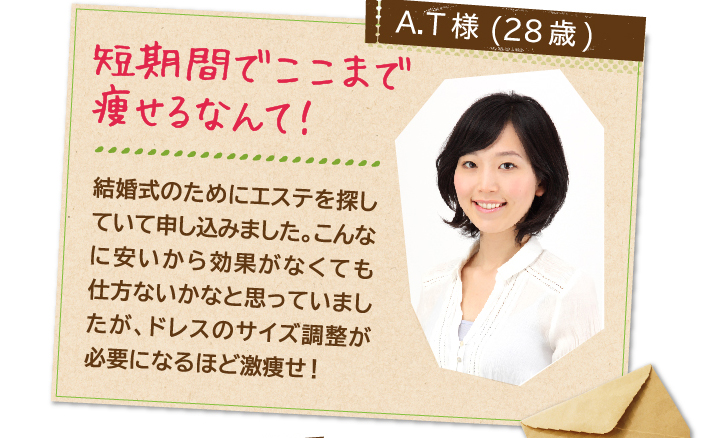 A.T様 (28歳)
短期間でここまで
痩せるなんて!
結婚式のためにエステを探し
ていて申し込みました。こんな
に安いから効果がなくても
仕方ないかなと思っていまし
たが、ドレスのサイズ調整が
必要になるほど激痩せ!